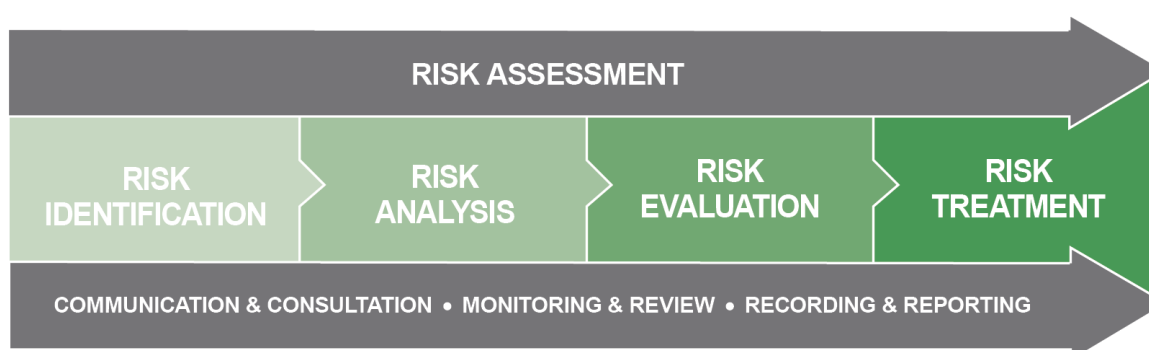 RISK ASSESSMENT
RISK
IDENTIFICATION
RISK
ANALYSIS
RISK
EVALUATION
RISK
TREATMENT
COMMUNICATION & CONSULTATION • MONITORING & REVIEW • RECORDING & REPORTING